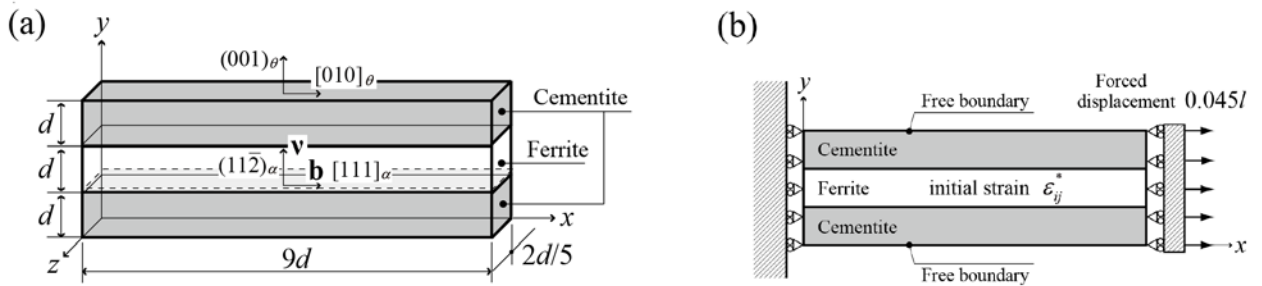 (a)
y
(001)θ
[010]θ
Cementite
d
ν
d
(112̅)α
b [111]α
Ferrite
d
x
z
9d
2d/5
(b)
y
Free boundary
Forced
displacement 0.045l
Cementite
Ferrite initial strain ε*ij
Cementite
x
Free boundary